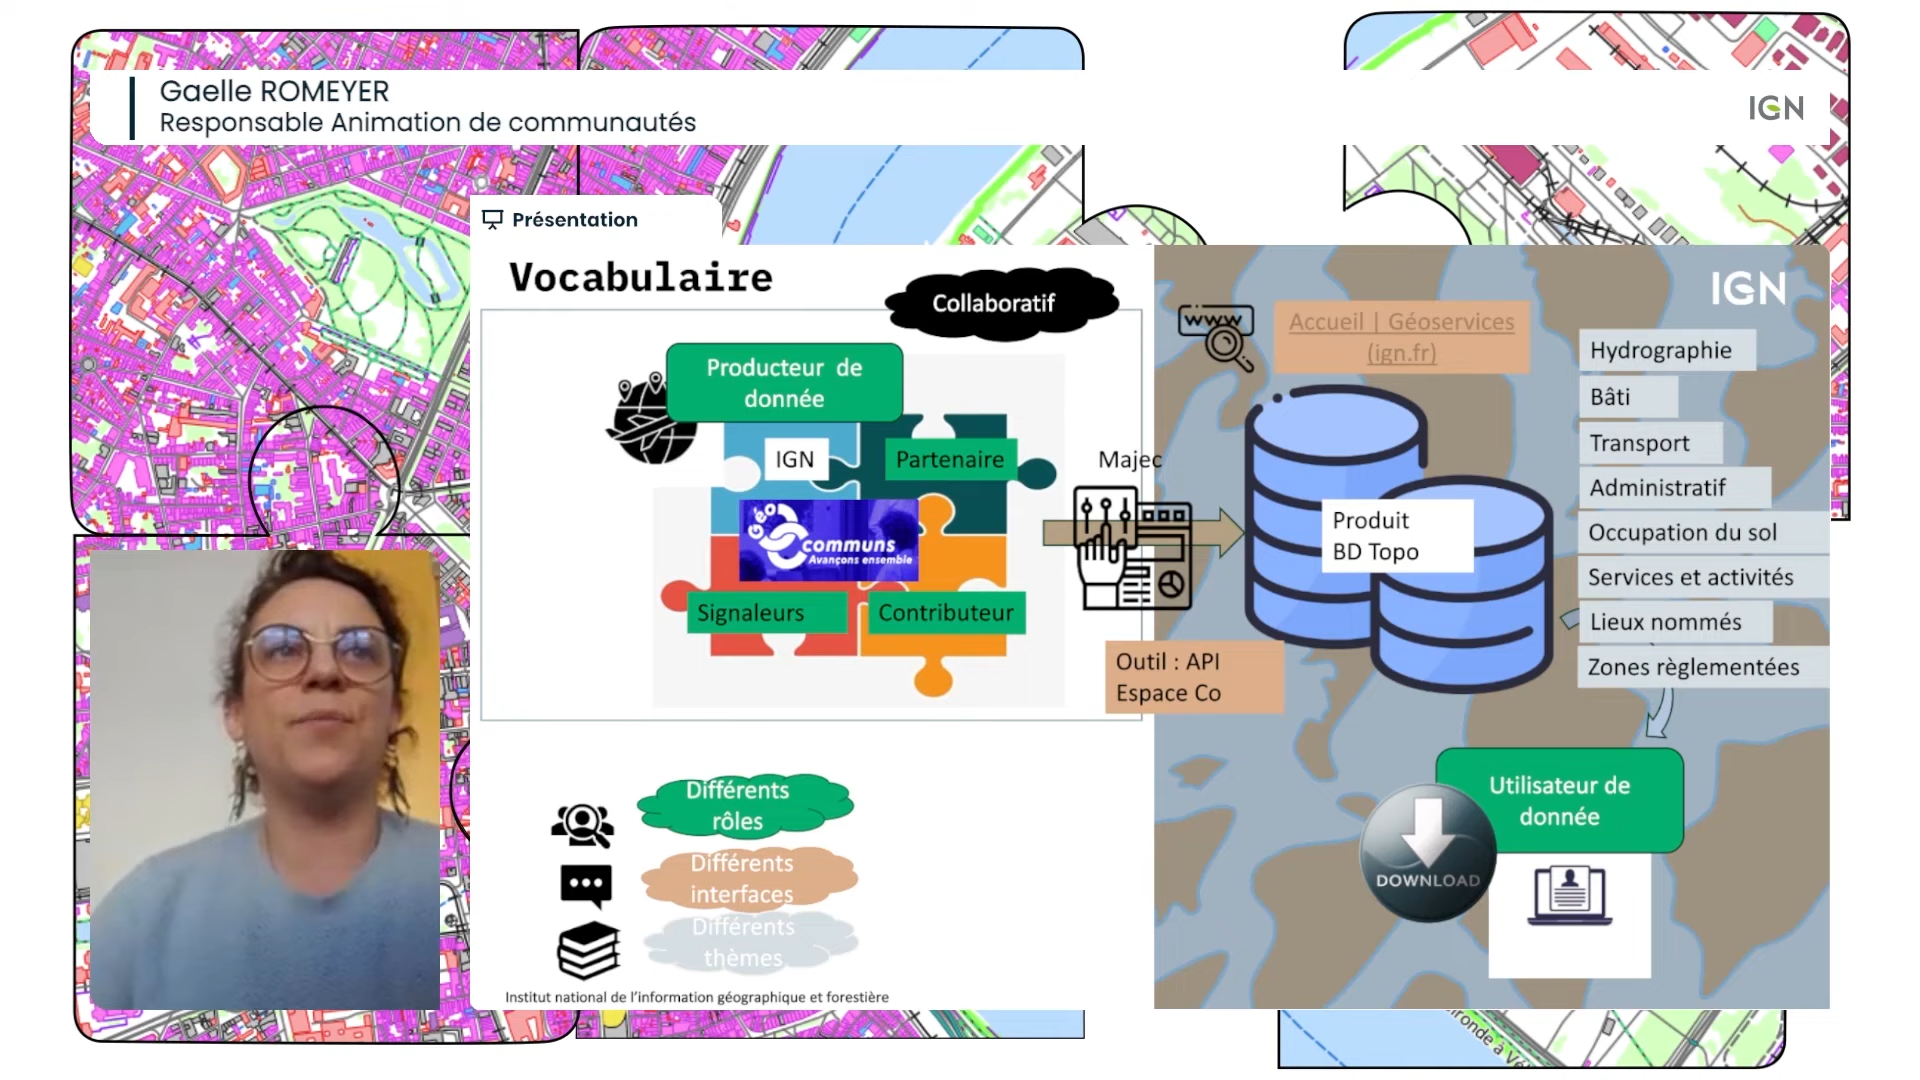 Gaelle ROMEYER
Responsable Animation de communautés
IGN
Présentation
Vocabulaire
Collaboratif
IGN
www
Accueil | Géoservices
(ign.fr)
Producteur de
donnée
IGN
Partenaire
Géo
communs
Avançons ensemble
Signaleurs
Contributeur
Majec
Outil : API
Espace Co
Produit
BD Topo
Hydrographie
Bâti
Transport
Administratif
Occupation du sol
Services et activités
Lieux nommés
Zones règlementées
Utilisateur de
donnée
DOWNLOAD
Différents
rôles
Différents
interfaces
Différents
thèmes
Institut national de l’information géographique et forestière